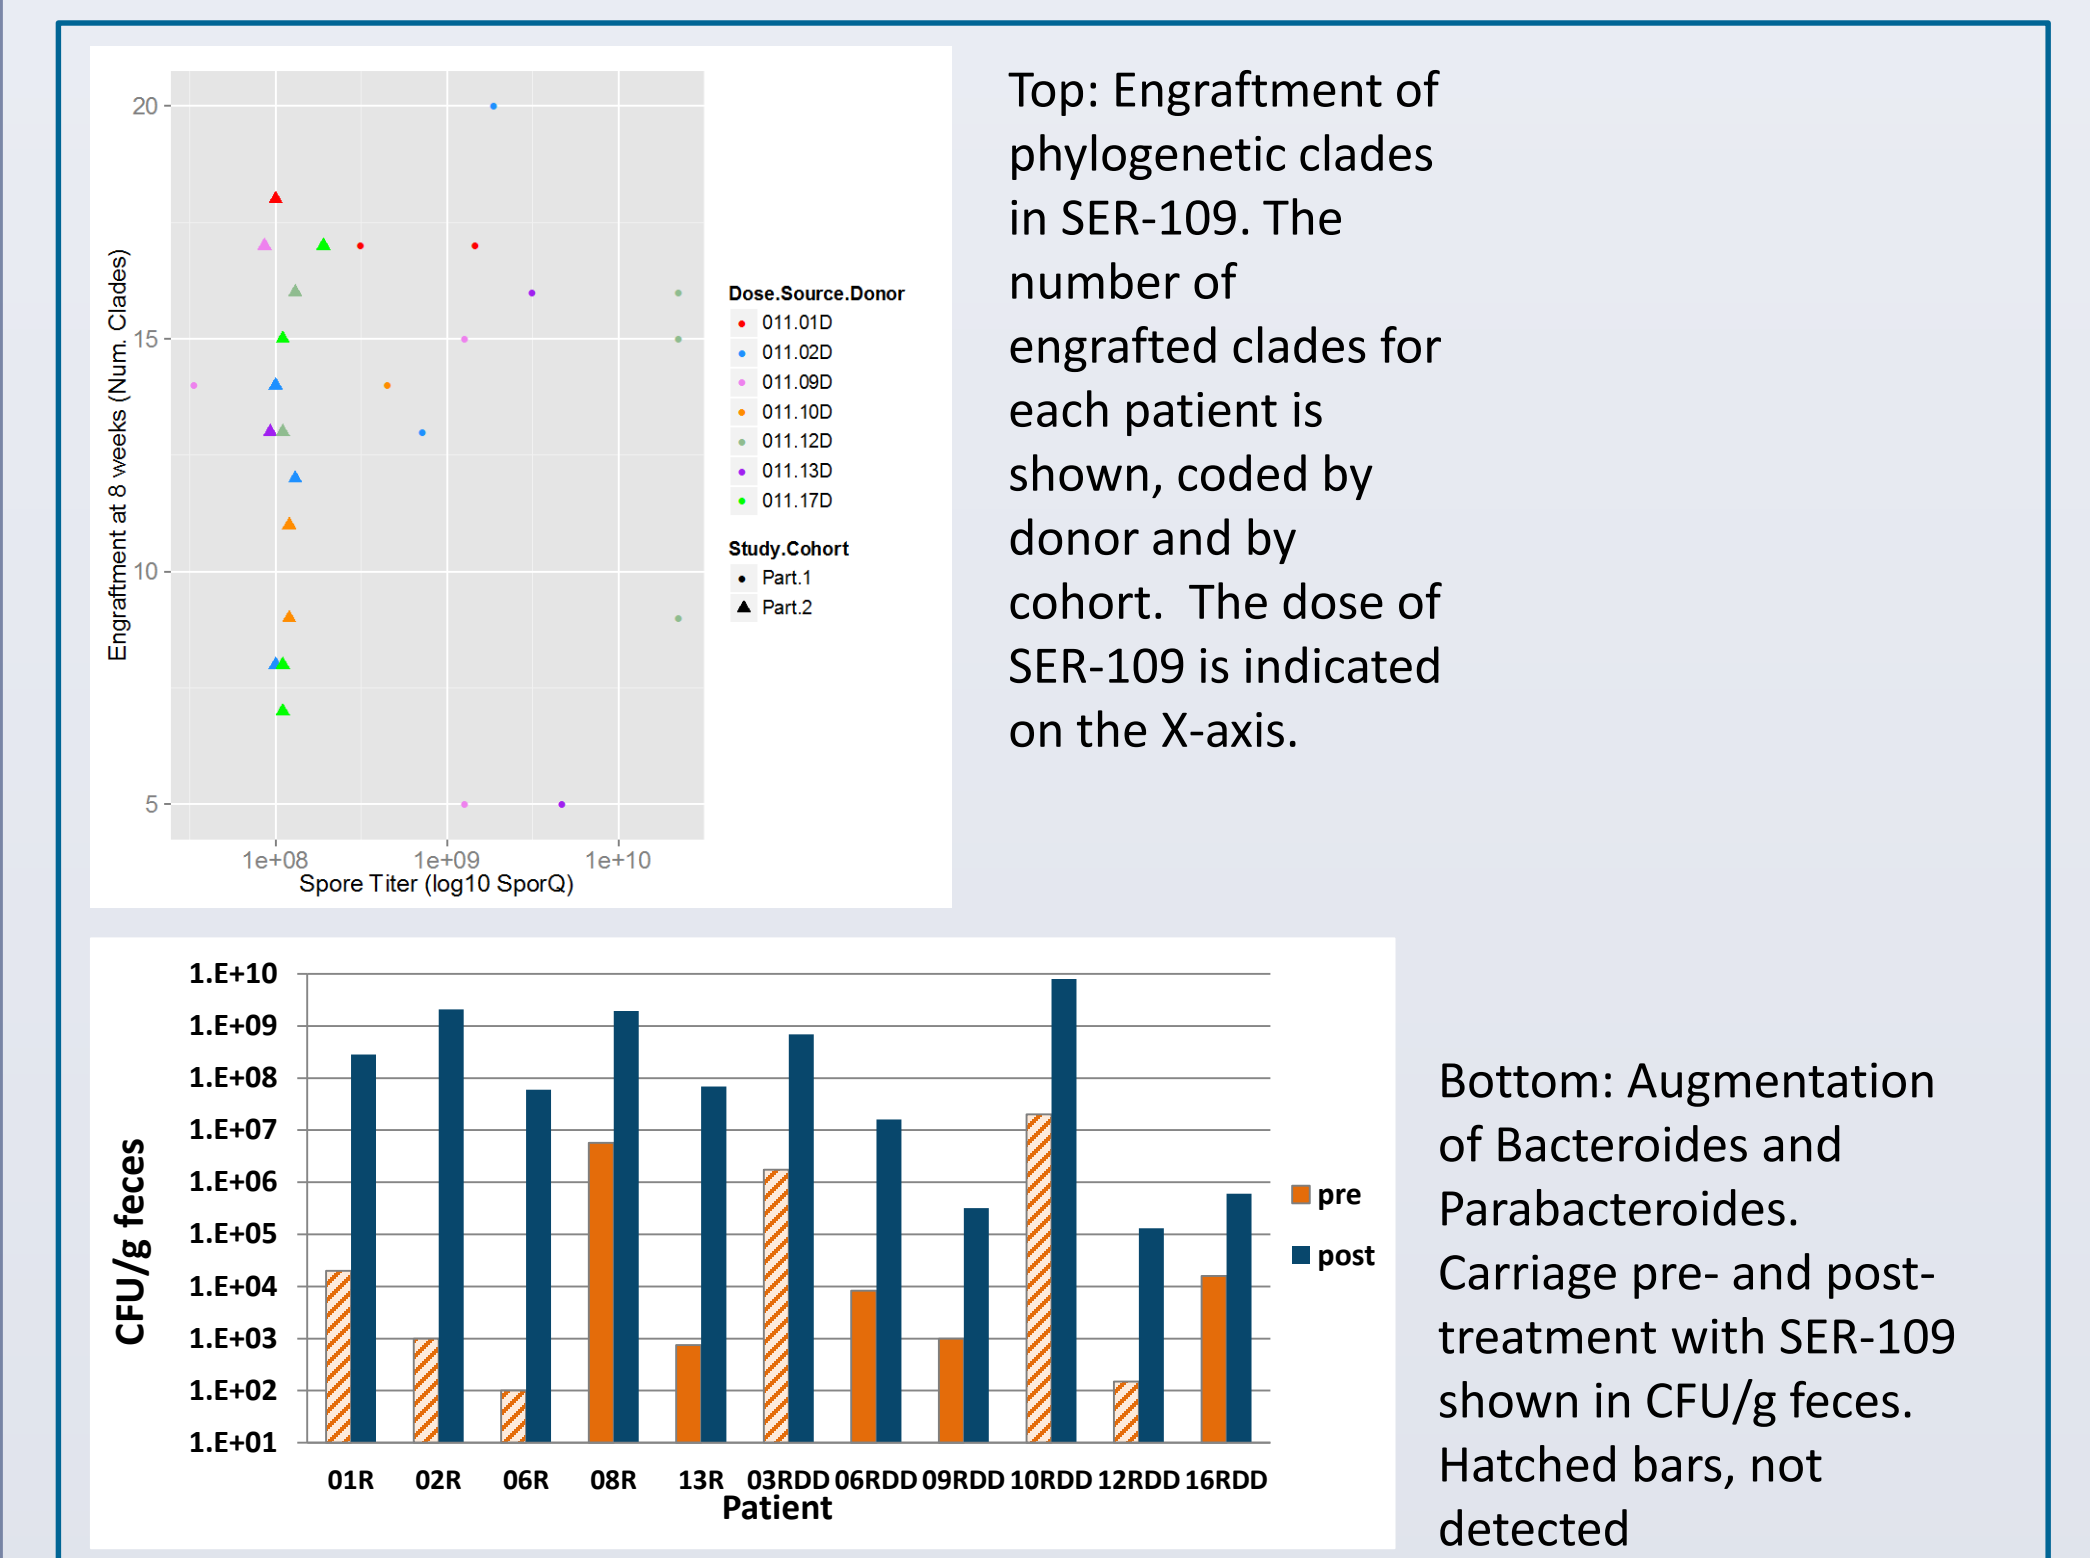 20
15
10
5
Engraftment at 8 weeks (Num. Clades)
1e+08 1e+09 1e+10
Spore Titer (log10 SporQ)
Dose.Source.Donor
011.01D
011.02D
011.09D
011.10D
011.12D
011.13D
011.17D
Study.Cohort
Part.1
Part.2
Top: Engraftment of
phylogenetic clades
in SER-109. The
number of
engrafted clades for
each patient is
shown, coded by
donor and by
cohort.  The dose of
SER-109 is indicated
on the X-axis.
1.E+10
1.E+09
1.E+08
1.E+07
1.E+06
1.E+05
1.E+04
1.E+03
1.E+02
1.E+01
CFU/g feces
01R 02R 06R 08R 13R 03RDD 06RDD 09RDD 10RDD 12RDD 16RDD
Patient
pre
post
Bottom: Augmentation
of Bacteroides and
Parabacteroides.
Carriage pre- and post-
treatment with SER-109
shown in CFU/g feces.
Hatched bars, not
detected